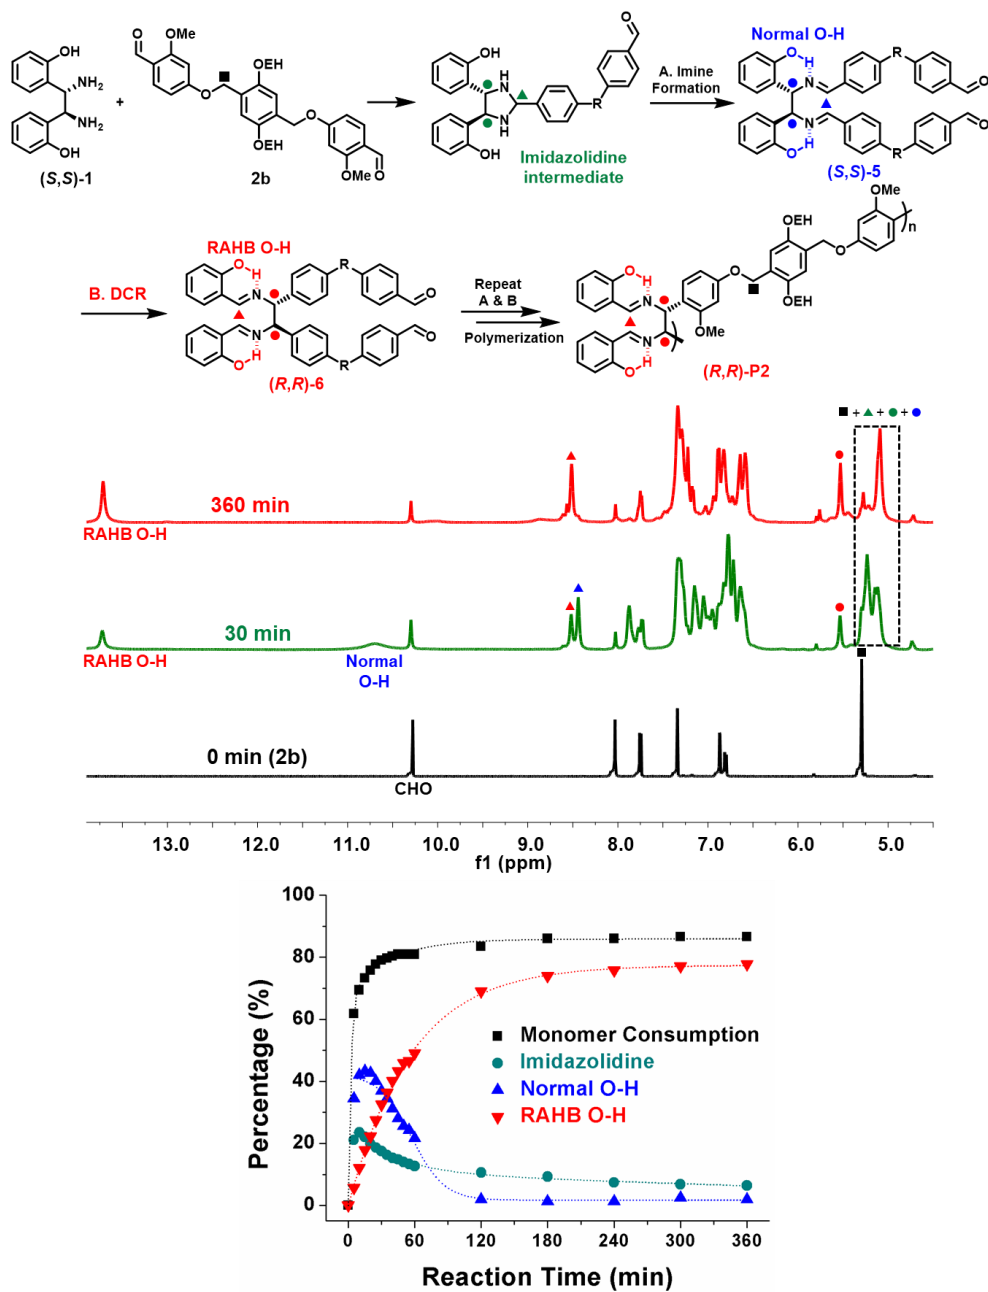 OH
NH2
NH2
OH
(S,S)-1
+
O
OMe
O
OEH
OEH
O
OMe
O
2b
OH
H
N
N
H
OH
R
O
Imidazolidine
intermediate
A. Imine
Formation
Normal O-H
O
H
N
R
O
N
H
O
R
O
(S,S)-5
B. DCR
RAHB O-H
O
H
N
R
O
N
H
O
R
O
(R,R)-6
Repeat
A & B
Polymerization
O
H
N
N
H
O
OMe
O
OEH
OEH
O
OMe
n
(R,R)-P2
■ + ▲ + ● + ●
360 min
RAHB O-H
30 min
RAHB O-H
Normal
O-H
0 min (2b)
CHO
13.0 12.0 11.0 10.0 9.0 8.0 7.0 6.0 5.0
f1 (ppm)
100
80
60
40
20
0
Percentage (%)
Monomer Consumption
Imidazolidine
Normal O-H
RAHB O-H
0 60 120 180 240 300 360
Reaction Time (min)